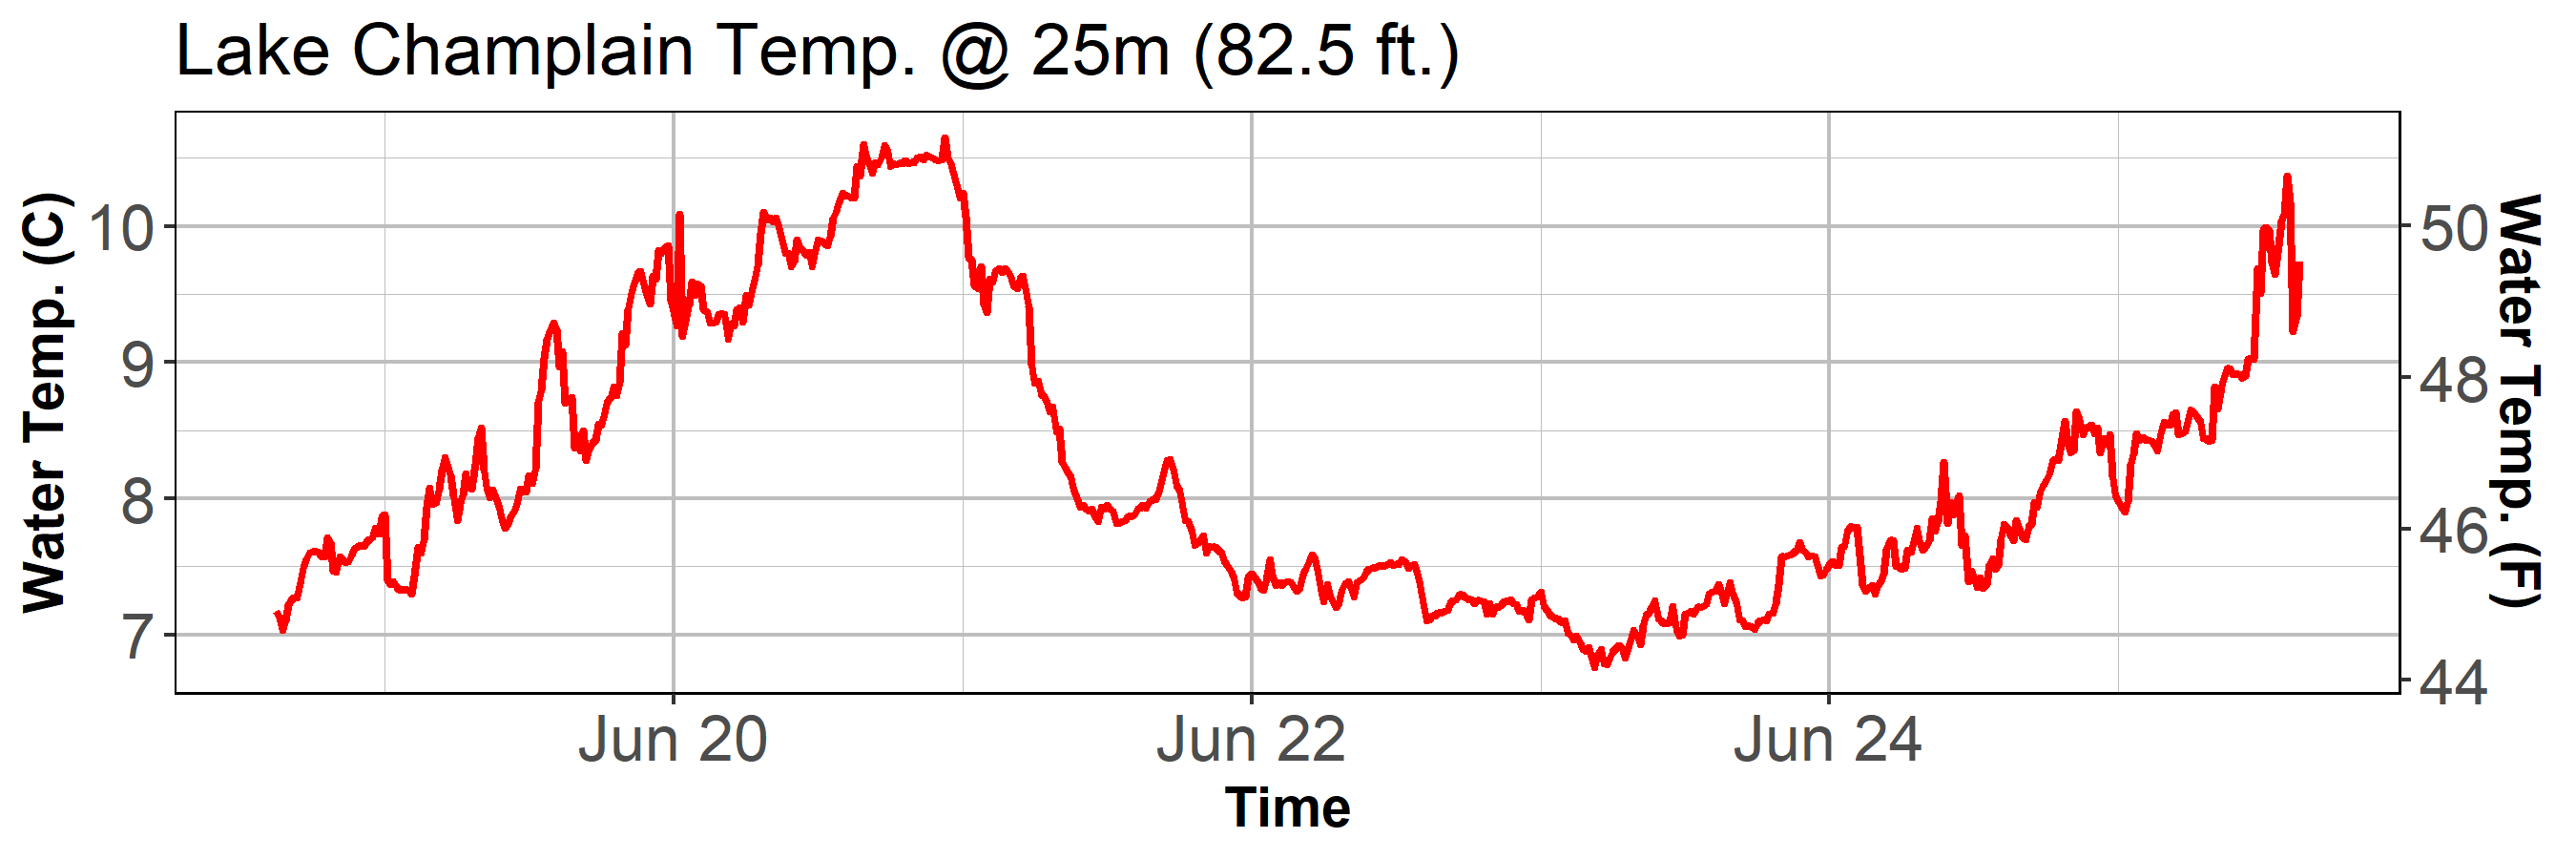 Lake Champlain Temp. @ 25m (82.5 ft.)
Water Temp. (C)
10
9
8
7
50
48
46
44
Water Temp. (F)
Jun 20
Jun 22
Jun 24
Time